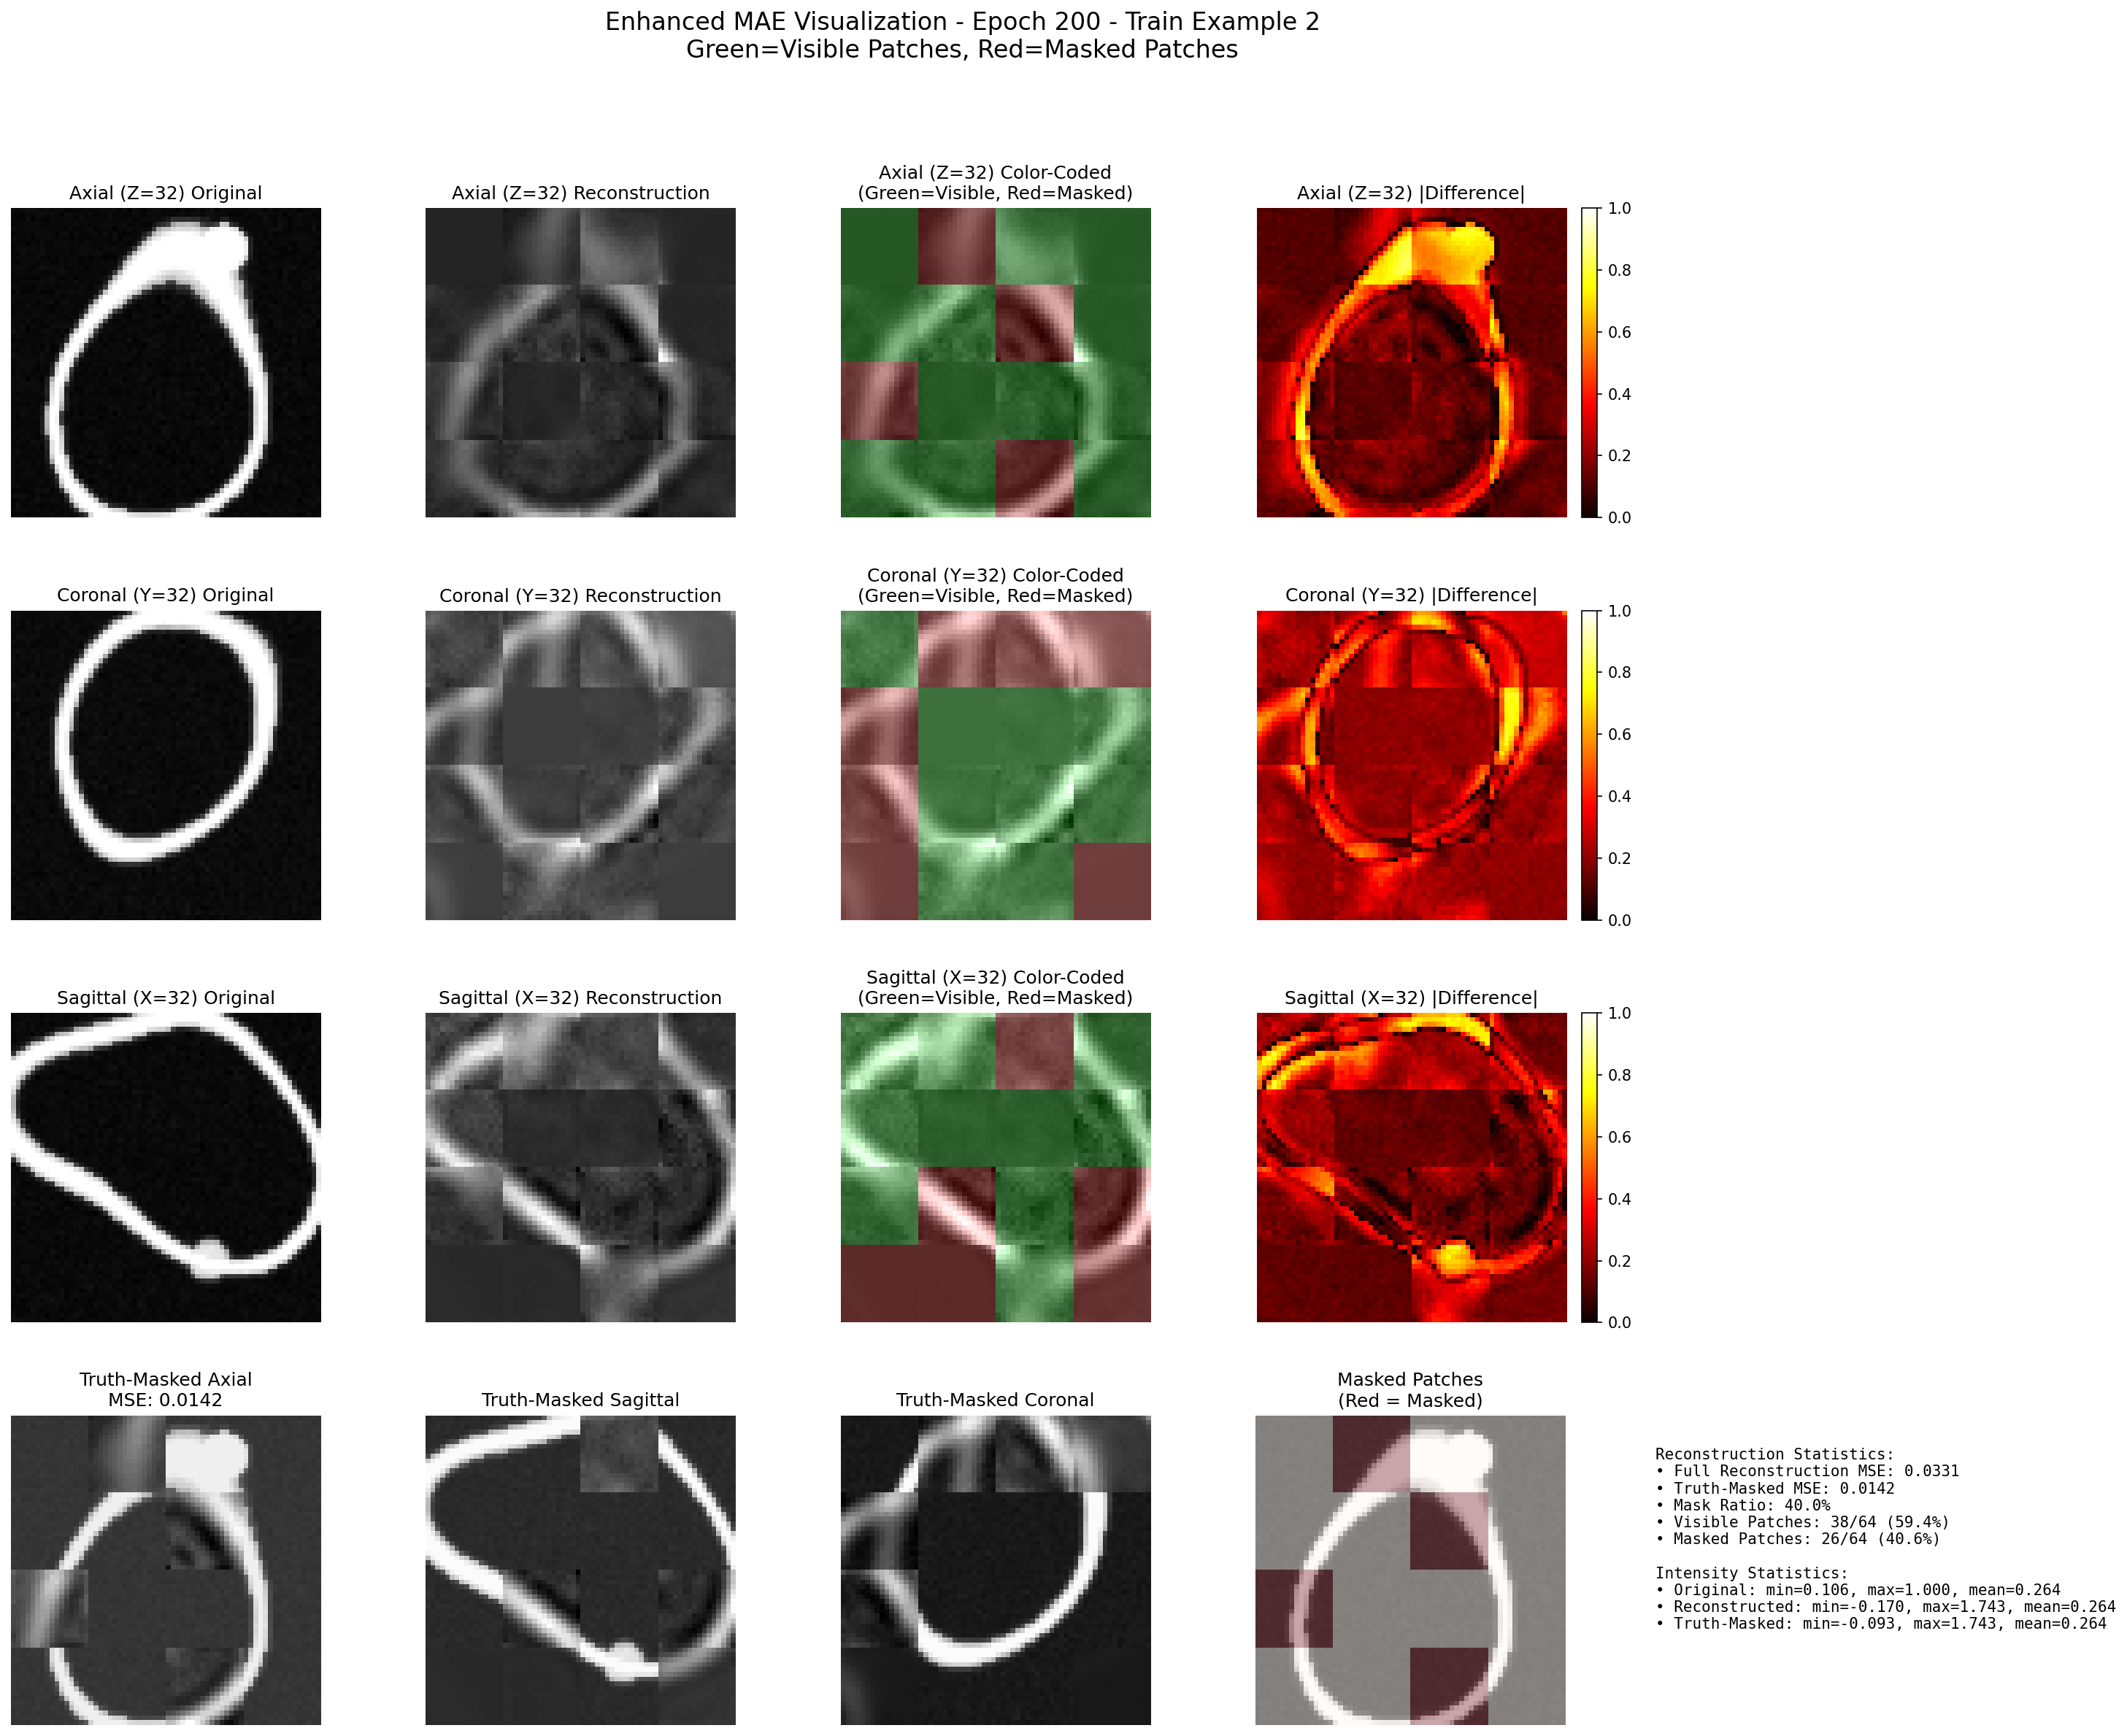 Enhanced MAE Visualization - Epoch 200 - Train Example 2
Green=Visible Patches, Red=Masked Patches
Axial (Z=32) Original
Axial (Z=32) Reconstruction
Axial (Z=32) Color-Coded
(Green=Visible, Red=Masked)
Axial (Z=32) |Difference|
1.0
0.8
0.6
0.4
0.2
0.0
Coronal (Y=32) Original
Coronal (Y=32) Reconstruction
Coronal (Y=32) Color-Coded
(Green=Visible, Red=Masked)
Coronal (Y=32) |Difference|
1.0
0.8
0.6
0.4
0.2
0.0
Sagittal (X=32) Original
Sagittal (X=32) Reconstruction
Sagittal (X=32) Color-Coded
(Green=Visible, Red=Masked)
Sagittal (X=32) |Difference|
1.0
0.8
0.6
0.4
0.2
0.0
Truth-Masked Axial
MSE: 0.0142
Truth-Masked Sagittal
Truth-Masked Coronal
Masked Patches
(Red = Masked)
Reconstruction Statistics:
• Full Reconstruction MSE: 0.0331
• Truth-Masked MSE: 0.0142
• Mask Ratio: 40.0%
• Visible Patches: 38/64 (59.4%)
• Masked Patches: 26/64 (40.6%)
Intensity Statistics:
• Original: min=0.106, max=1.000, mean=0.264
• Reconstructed: min=-0.170, max=1.743, mean=0.264
• Truth-Masked: min=-0.093, max=1.743, mean=0.264